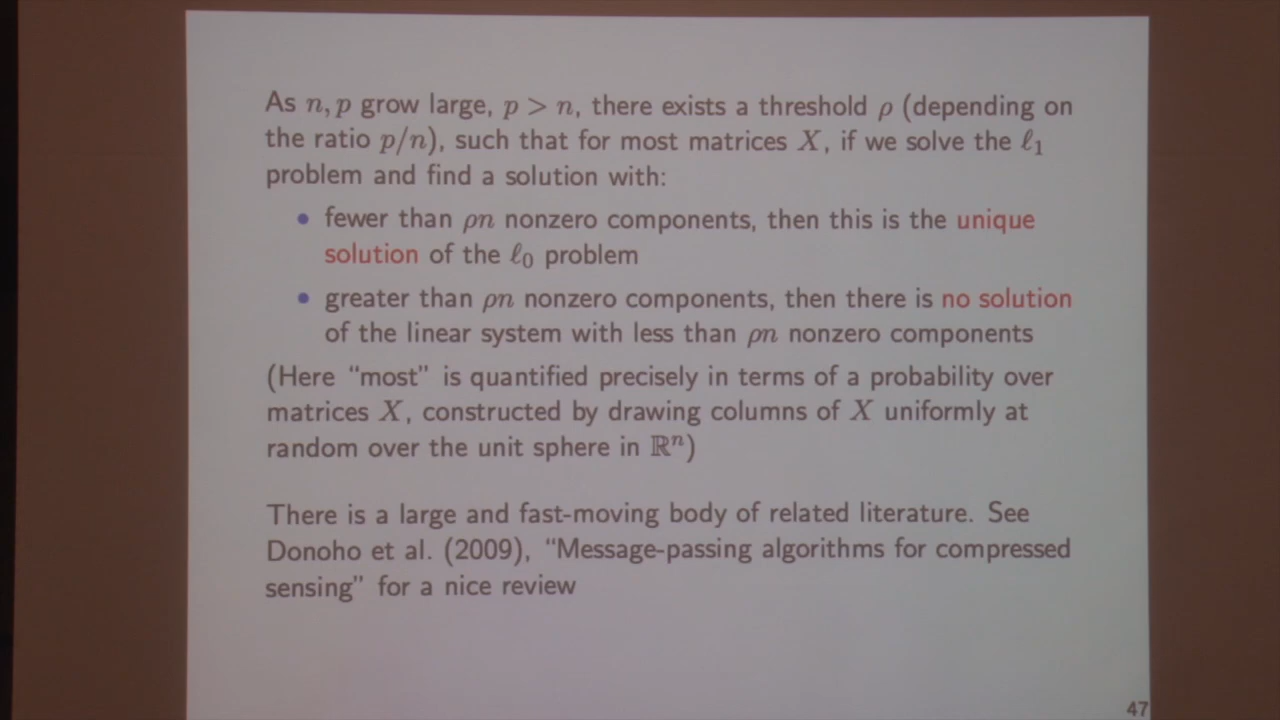 As n, p grow large, p > n, there exists a threshold ρ (depending on
the ratio p/n), such that for most matrices X, if we solve the ℓ₁
problem and find a solution with:
• fewer than ρn nonzero components, then this is the unique
solution of the ℓ₀ problem
• greater than ρn nonzero components, then there is no solution
of the linear system with less than ρn nonzero components
(Here “most” is quantified precisely in terms of a probability over
matrices X, constructed by drawing columns of X uniformly at
random over the unit sphere in ℝⁿ)
There is a large and fast-moving body of related literature. See
Donoho et al. (2009), “Message-passing algorithms for compressed
sensing” for a nice review
47